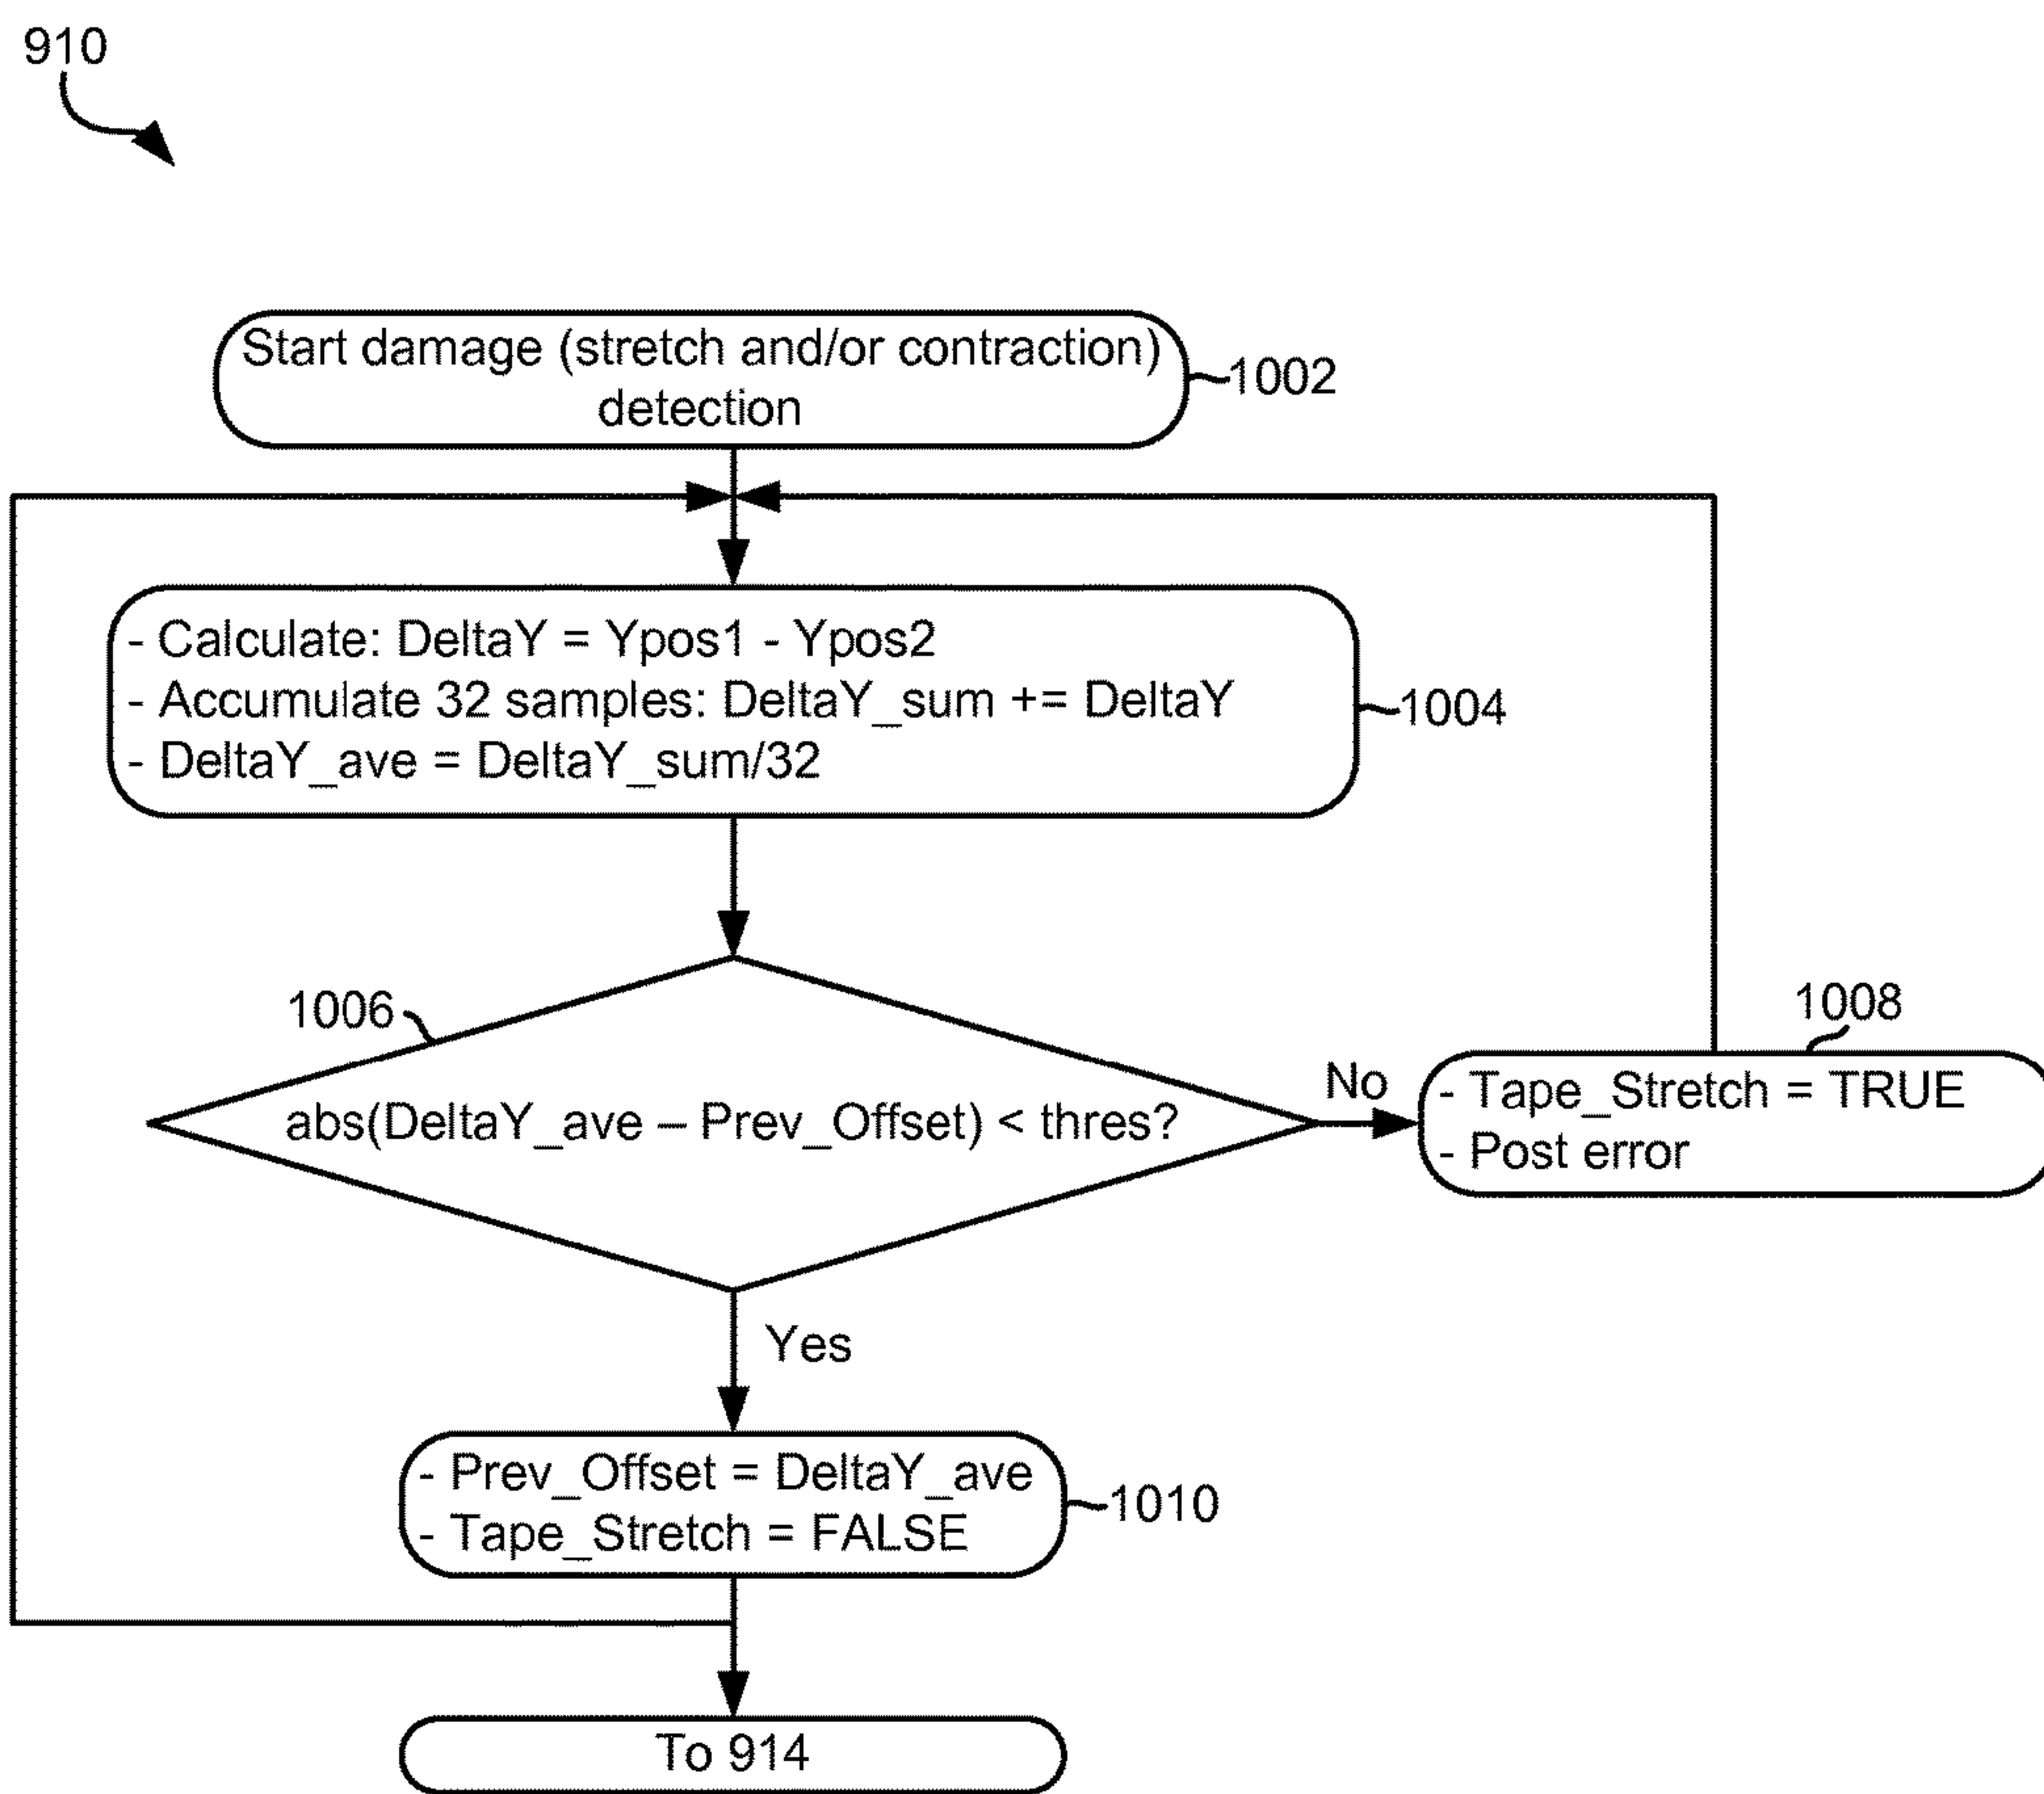 910
Start damage (stretch and/or contraction)
detection
1002
- Calculate: DeltaY = Ypos1 - Ypos2
- Accumulate 32 samples: DeltaY_sum += DeltaY
- DeltaY_ave = DeltaY_sum/32
1004
1006
abs(DeltaY_ave – Prev_Offset) < thres?
No
1008
- Tape_Stretch = TRUE
- Post error
Yes
- Prev_Offset = DeltaY_ave
- Tape_Stretch = FALSE
1010
To 914